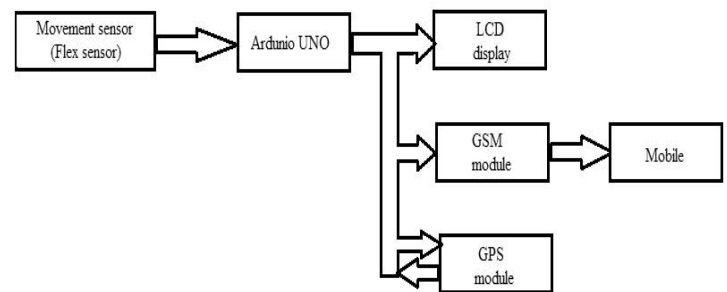 Movement sensor
(Flex sensor)
Ardunio UNO
LCD
display
GSM
module
Mobile
GPS
module